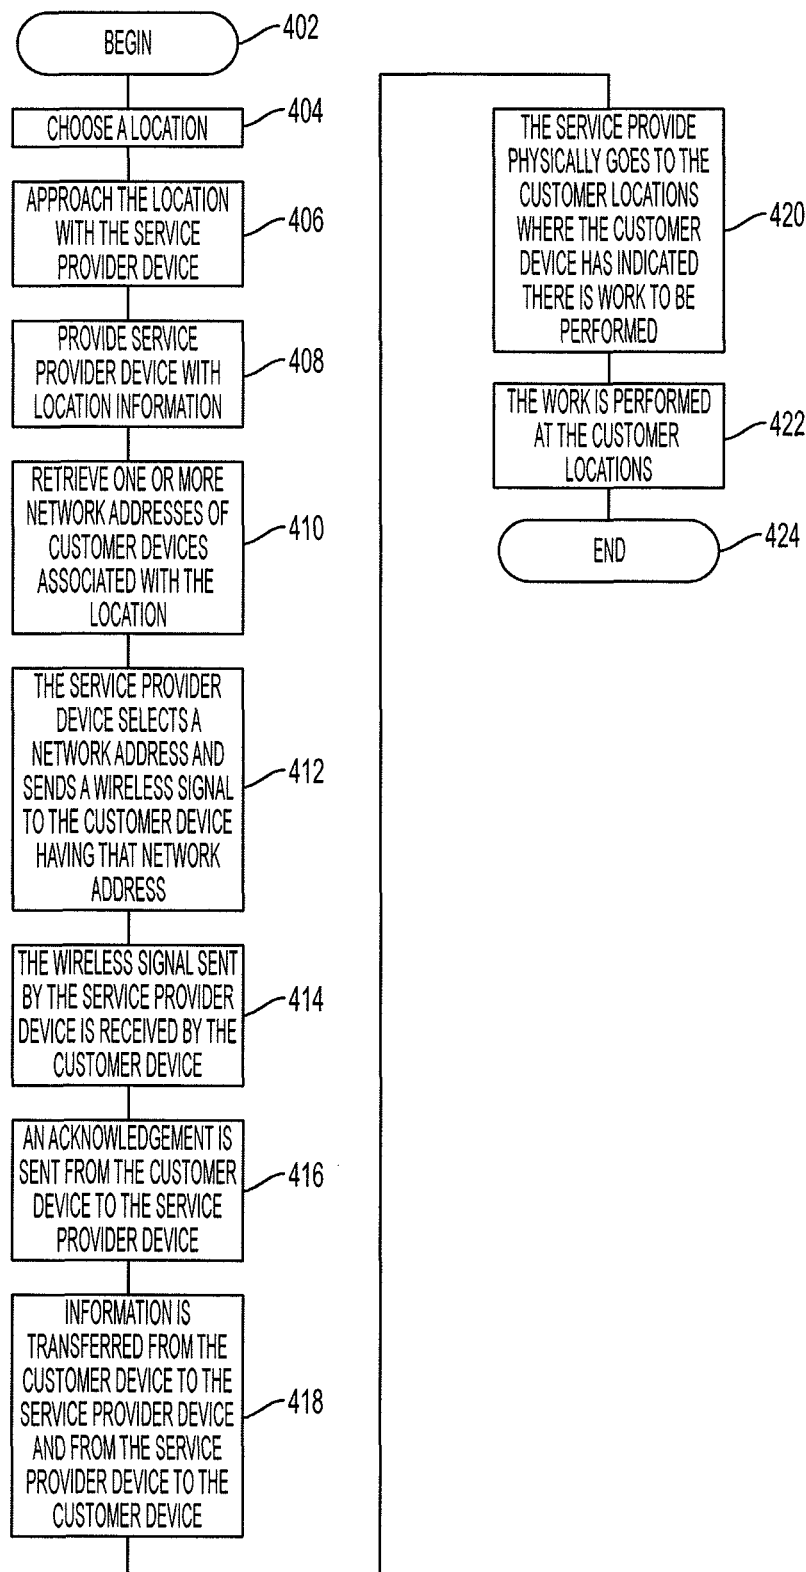 BEGIN
402
CHOOSE A LOCATION
404
APPROACH THE LOCATION
WITH THE SERVICE
PROVIDER DEVICE
406
PROVIDE SERVICE
PROVIDER DEVICE WITH
LOCATION INFORMATION
408
RETRIEVE ONE OR MORE
NETWORK ADDRESSES OF
CUSTOMER DEVICES
ASSOCIATED WITH THE
LOCATION
410
THE SERVICE PROVIDER
DEVICE SELECTS A
NETWORK ADDRESS AND
SENDS A WIRELESS SIGNAL
TO THE CUSTOMER DEVICE
HAVING THAT NETWORK
ADDRESS
412
THE WIRELESS SIGNAL SENT
BY THE SERVICE PROVIDER
DEVICE IS RECEIVED BY THE
CUSTOMER DEVICE
414
AN ACKNOWLEDGEMENT IS
SENT FROM THE CUSTOMER
DEVICE TO THE SERVICE
PROVIDER DEVICE
416
INFORMATION IS
TRANSFERRED FROM THE
CUSTOMER DEVICE TO THE
SERVICE PROVIDER DEVICE
AND FROM THE SERVICE
PROVIDER DEVICE TO THE
CUSTOMER DEVICE
418
THE SERVICE PROVIDE
PHYSICALLY GOES TO THE
CUSTOMER LOCATIONS
WHERE THE CUSTOMER
DEVICE HAS INDICATED
THERE IS WORK TO BE
PERFORMED
420
THE WORK IS PERFORMED
AT THE CUSTOMER
LOCATIONS
422
END
424